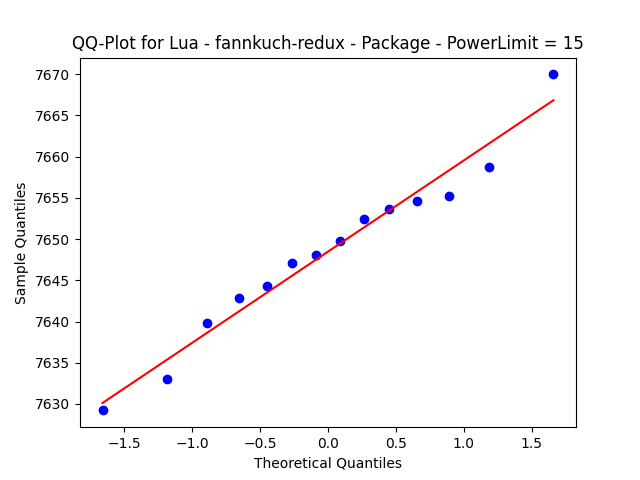 QQ-Plot for Lua - fannkuch-redux - Package - PowerLimit = 15
7670
7665
7660
7655
7650
7645
7640
7635
7630
Sample Quantiles
−1.5 −1.0 −0.5 0.0 0.5 1.0 1.5
Theoretical Quantiles